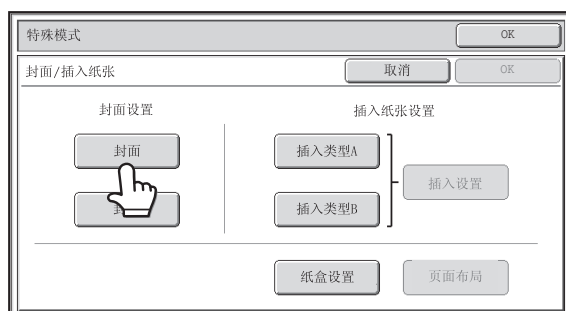 特殊模式
OK
封面/插入纸张
取消
OK
封面设置
插入纸张设置
封面
插入类型A
插入设置
插入类型B
纸盒设置
页面布局